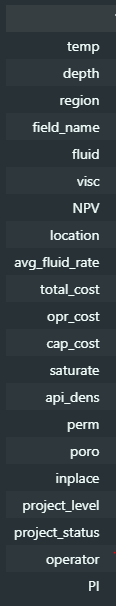 temp
depth
region
field_name
fluid
visc
NPV
location
avg_fluid_rate
total_cost
opr_cost
cap_cost
saturate
api_dens
perm
poro
inplace
project_level
project_status
operator
PI